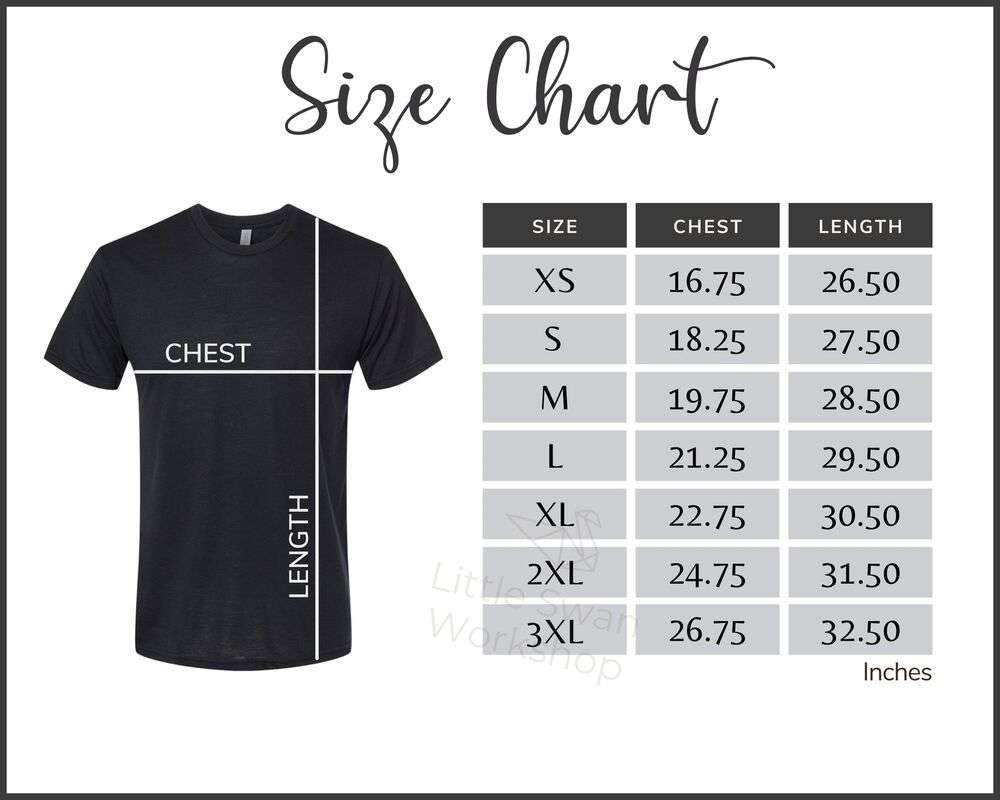 Size Chart
SIZE CHEST LENGTH
XS 16.75 26.50
S 18.25 27.50
M 19.75 28.50
L 21.25 29.50
XL 22.75 30.50
2XL 24.75 31.50
3XL 26.75 32.50
Inches
CHEST
LENGTH
Little Swan
Workshop